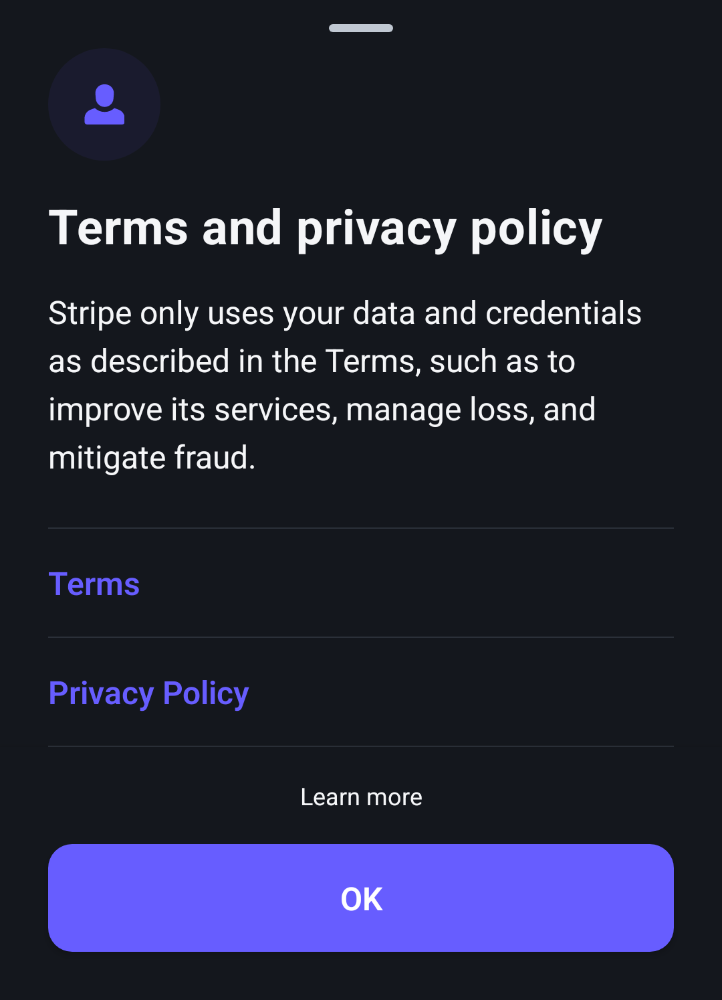 Terms and privacy policy
Stripe only uses your data and credentials
as described in the Terms, such as to
improve its services, manage loss, and
mitigate fraud.
Terms
Privacy Policy
Learn more
OK